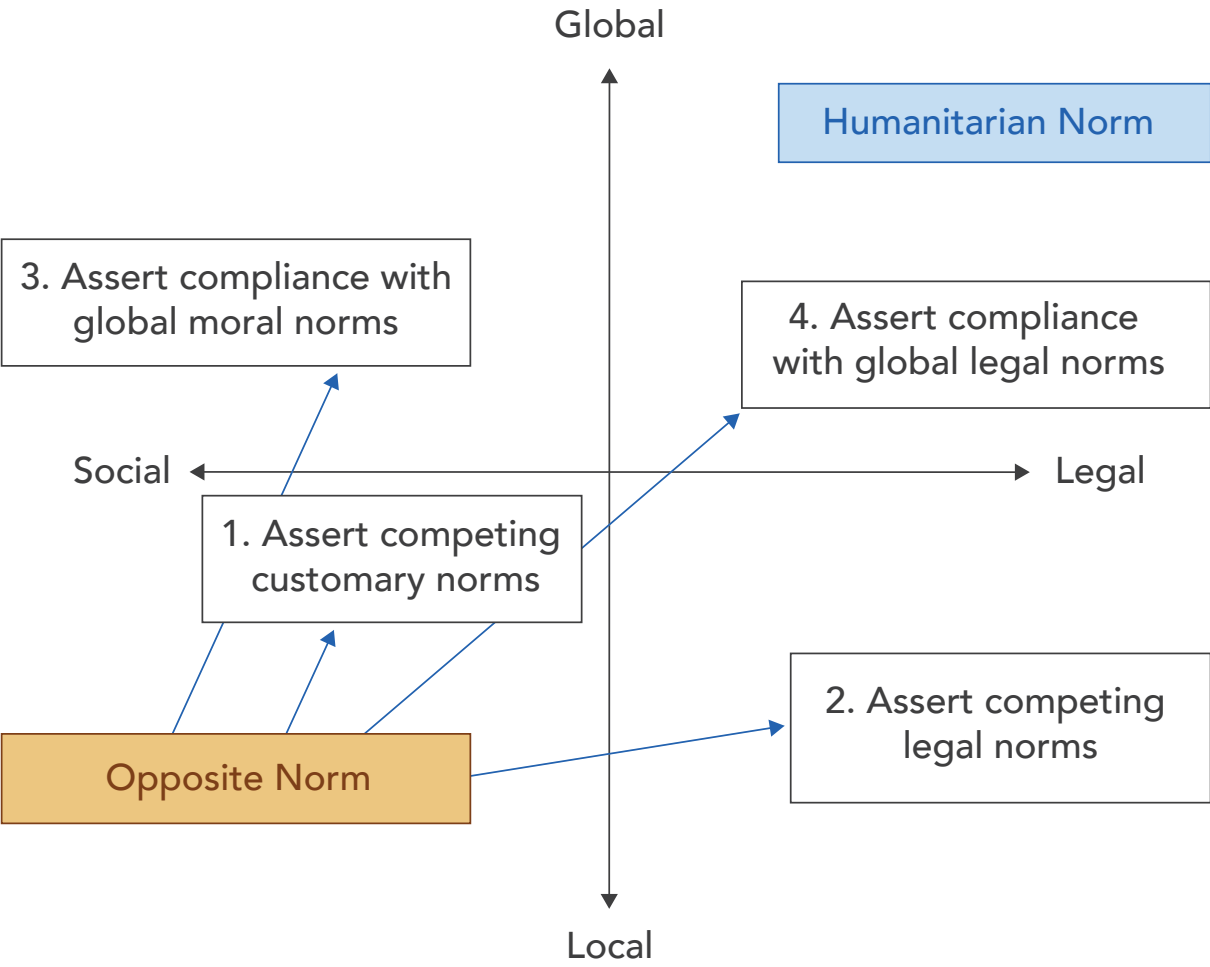 Global
Humanitarian Norm
3. Assert compliance with
global moral norms
4. Assert compliance
with global legal norms
Social
Legal
1. Assert competing
customary norms
2. Assert competing
legal norms
Opposite Norm
Local